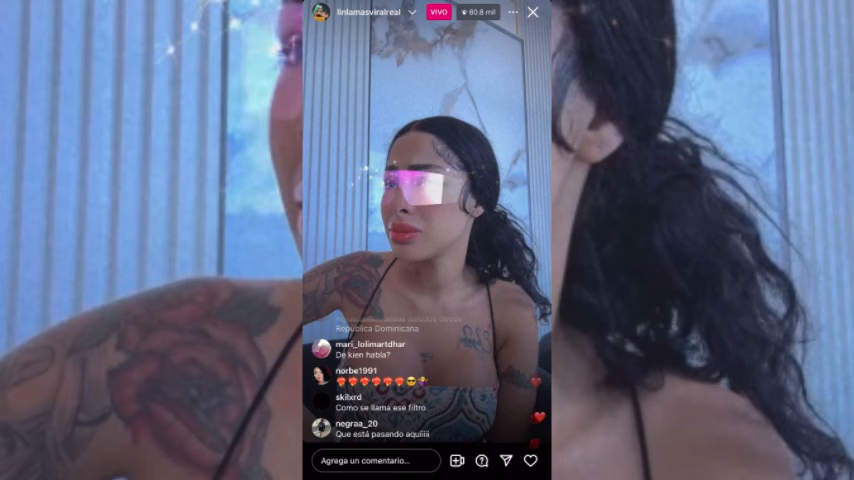 linlamasviralreal
VIVO
80.8 mil
República Dominicana
mari_lolimartdhar
De kien habla?
norbe1991
skilxrd
Como se llama ese filtro
negraa_20
Que está pasando aquiiiii
Agrega un comentario...